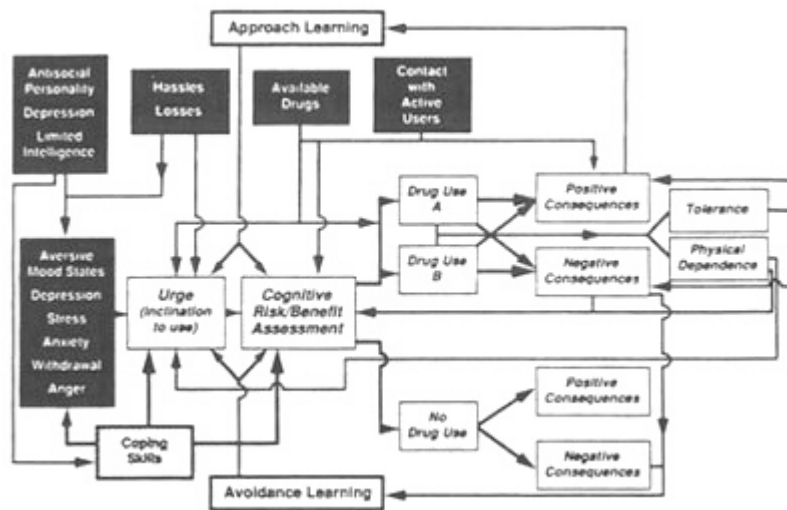 Approach Learning
Antisocial
Personality
Depression
Limited
Intelligence
Hassles
Losses
Available
Drugs
Contact
with
Active
Users
Drug Use
A
Positive
Consequences
Tolerance
Drug Use
B
Negative
Consequences
Physical
Dependence
Aversive
Mood States
Depression
Stress
Anxiety
Withdrawal
Anger
Urge
(Inclination
to use)
Cognitive
Risk/Benefit
Assessment
No
Drug Use
Positive
Consequences
Negative
Consequences
Coping
Skills
Avoidance Learning